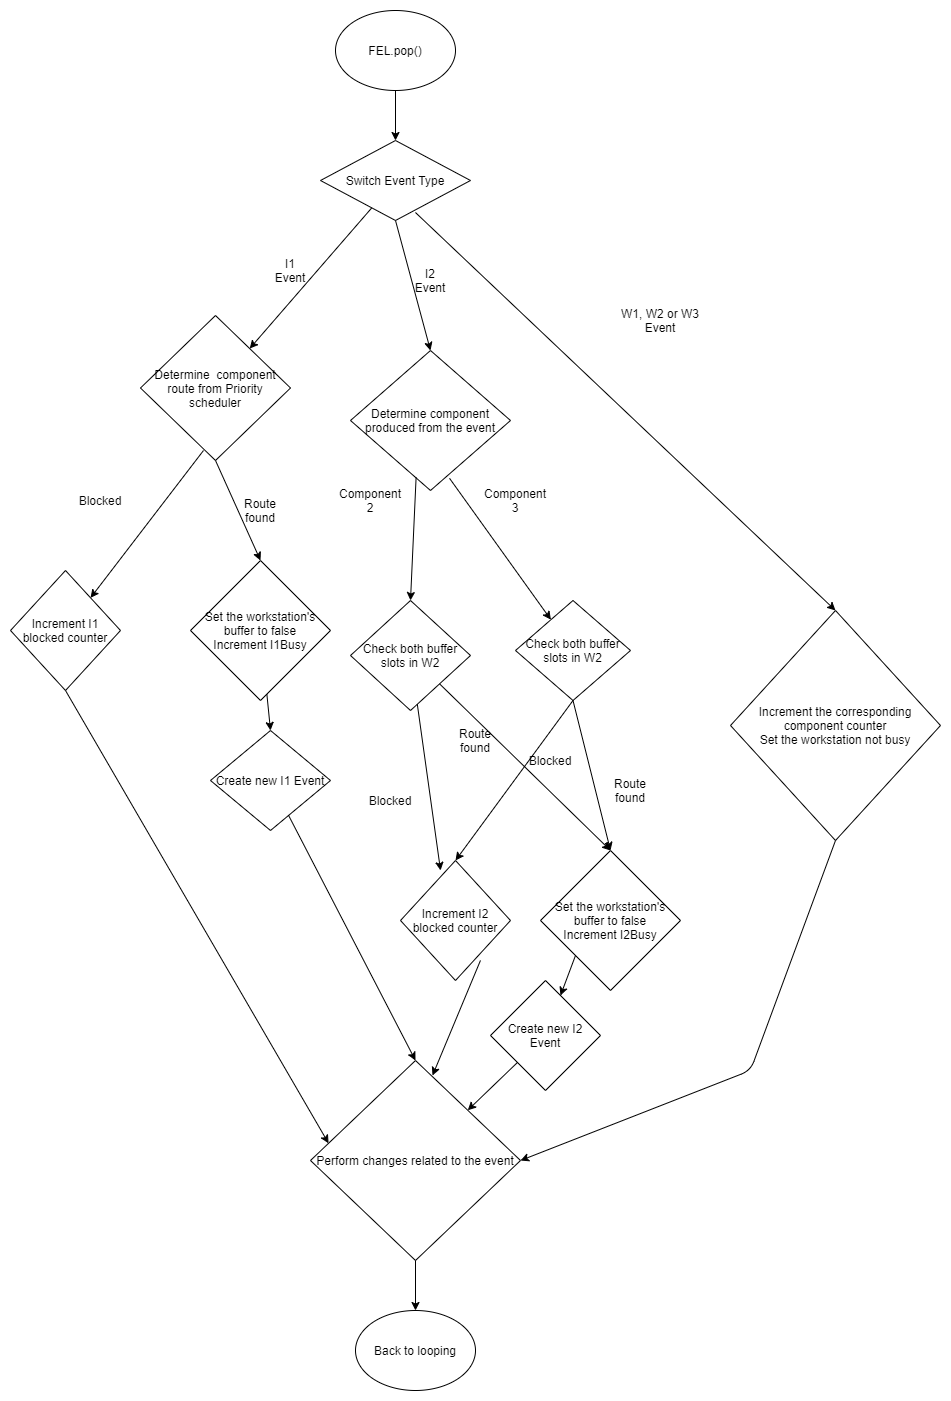 FEL.pop()
Switch Event Type
I1
Event
I2
Event
W1, W2 or W3
Event
Determine  component
route from Priority
scheduler
Determine component
produced from the event
Blocked
Route
found
Component
2
Component
3
Increment I1
blocked counter
Set the workstation's
buffer to false
Increment I1Busy
Check both buffer
slots in W2
Check both buffer
slots in W2
Increment the corresponding
component counter
Set the workstation not busy
Route
found
Blocked
Create new I1 Event
Blocked
Route
found
Increment I2
blocked counter
Set the workstation's
buffer to false
Increment I2Busy
Create new I2
Event
Perform changes related to the event
Back to looping